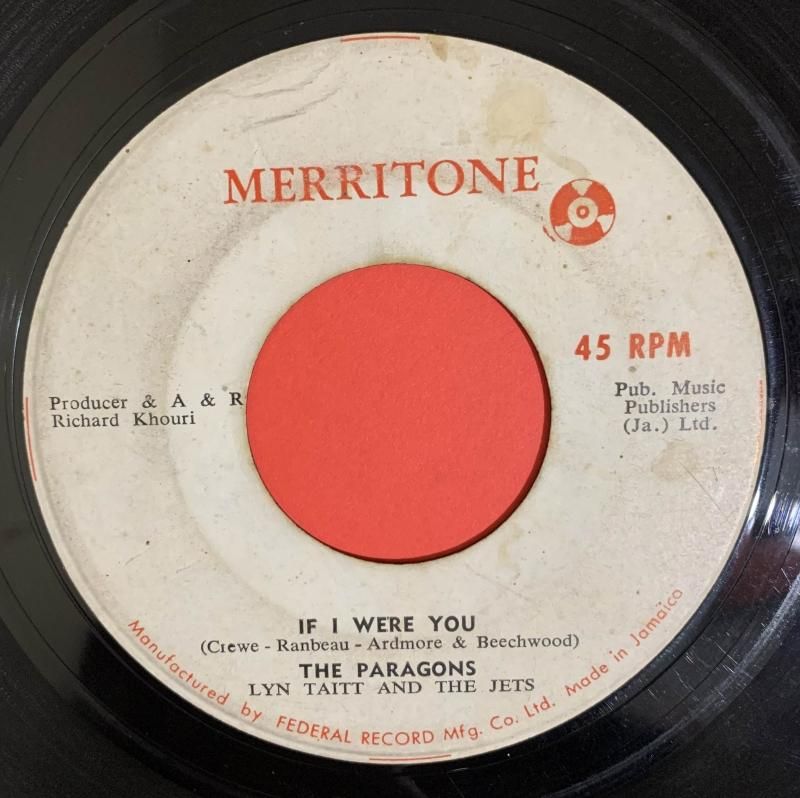 MERRITONE
45 RPM
Producer & A & R
Richard Khouri
Pub. Music
Publishers
(Ja.) Ltd.
IF I WERE YOU
(Crewe - Ranbeau - Ardmore & Beechwood)
THE PARAGONS
LYN TAITT AND THE JETS
Manufactured by FEDERAL RECORD Mfg. Co. Ltd. Made in Jamaica